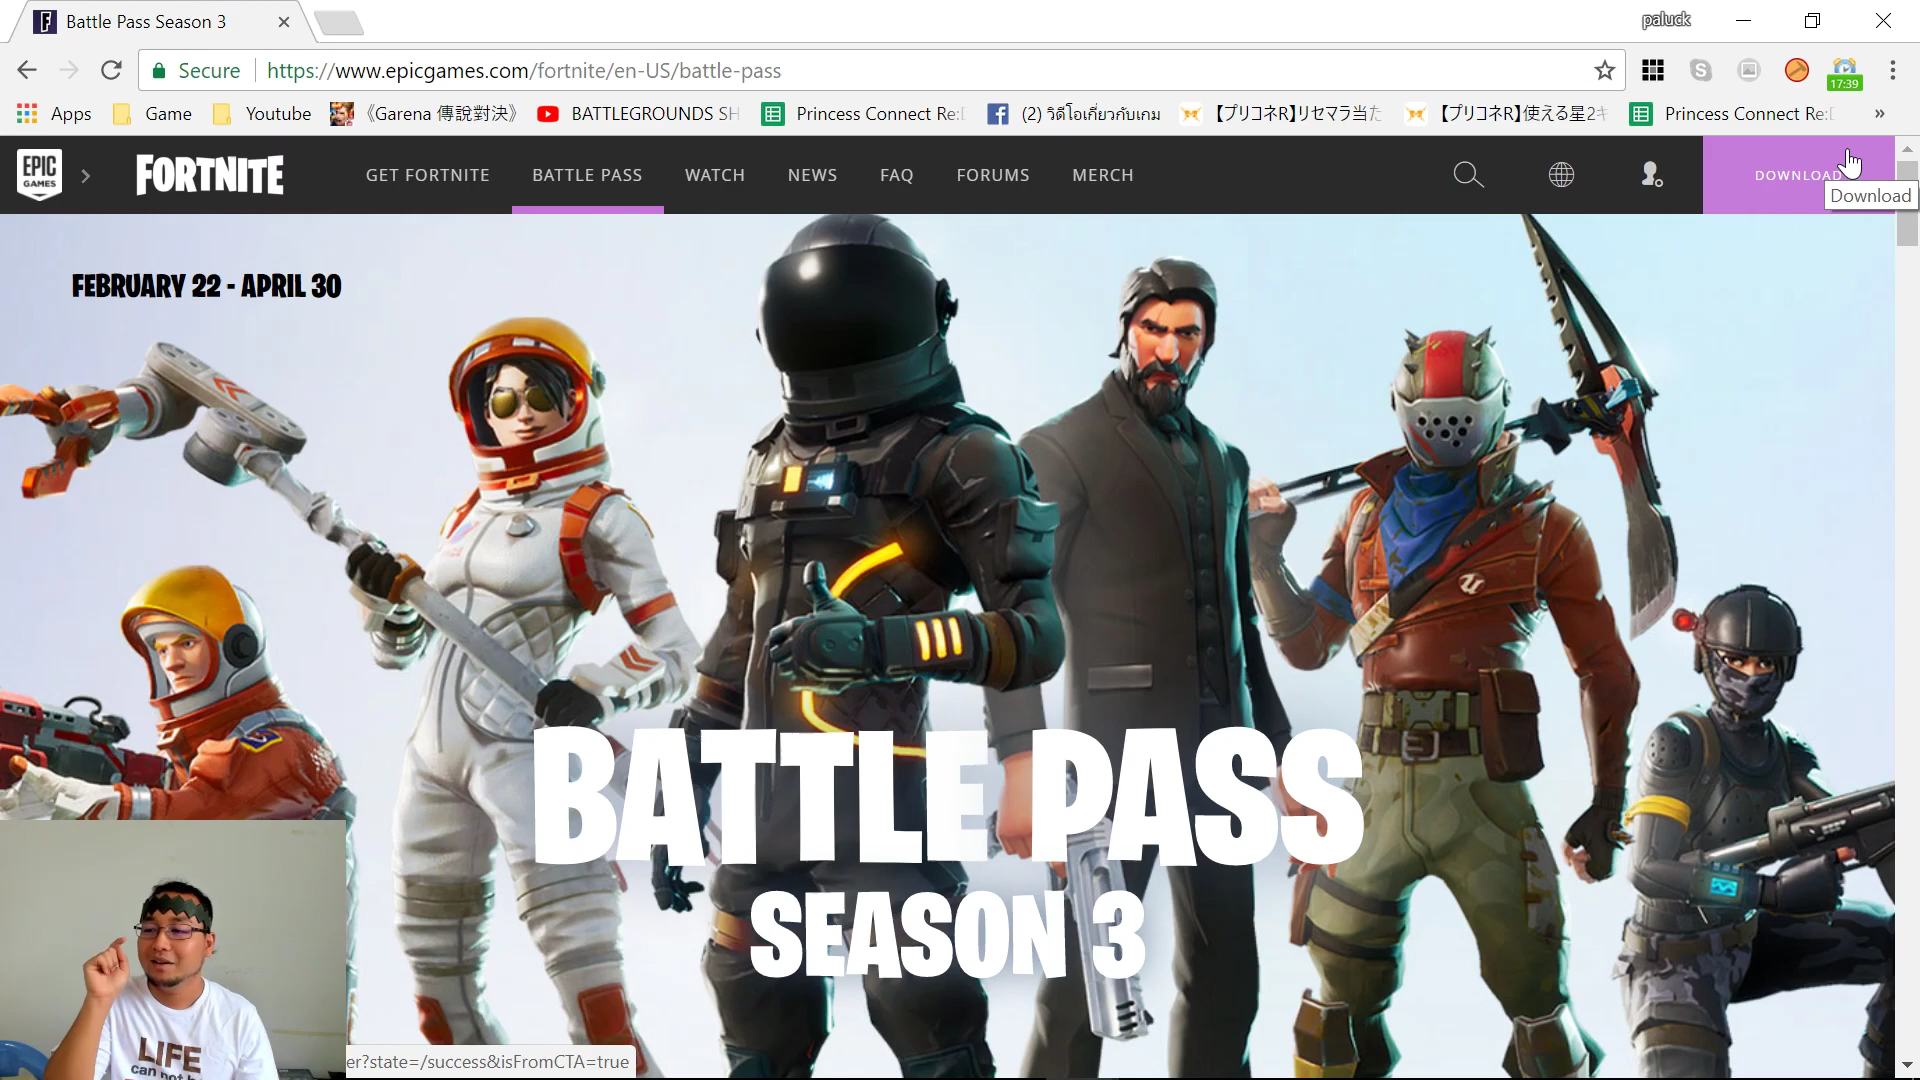 Battle Pass Season 3
paluck
Secure
https://www.epicgames.com/fortnite/en-US/battle-pass
17:39
Apps
Game
Youtube
《Garena 傳說對決》
BATTLEGROUNDS SH
Princess Connect Re:
(2) วิดีโอเกี่ยวกับเกม
【プリコネR】リセマラ当た
【プリコネR】使える星2キ
Princess Connect Re:
»
EPIC
GAMES
FORTNITE
GET FORTNITE
BATTLE PASS
WATCH
NEWS
FAQ
FORUMS
MERCH
DOWNLOAD
Download
FEBRUARY 22 - APRIL 30
BATTLE PASS
SEASON 3
LIFE
can not b
er?state=/success&isFromCTA=true